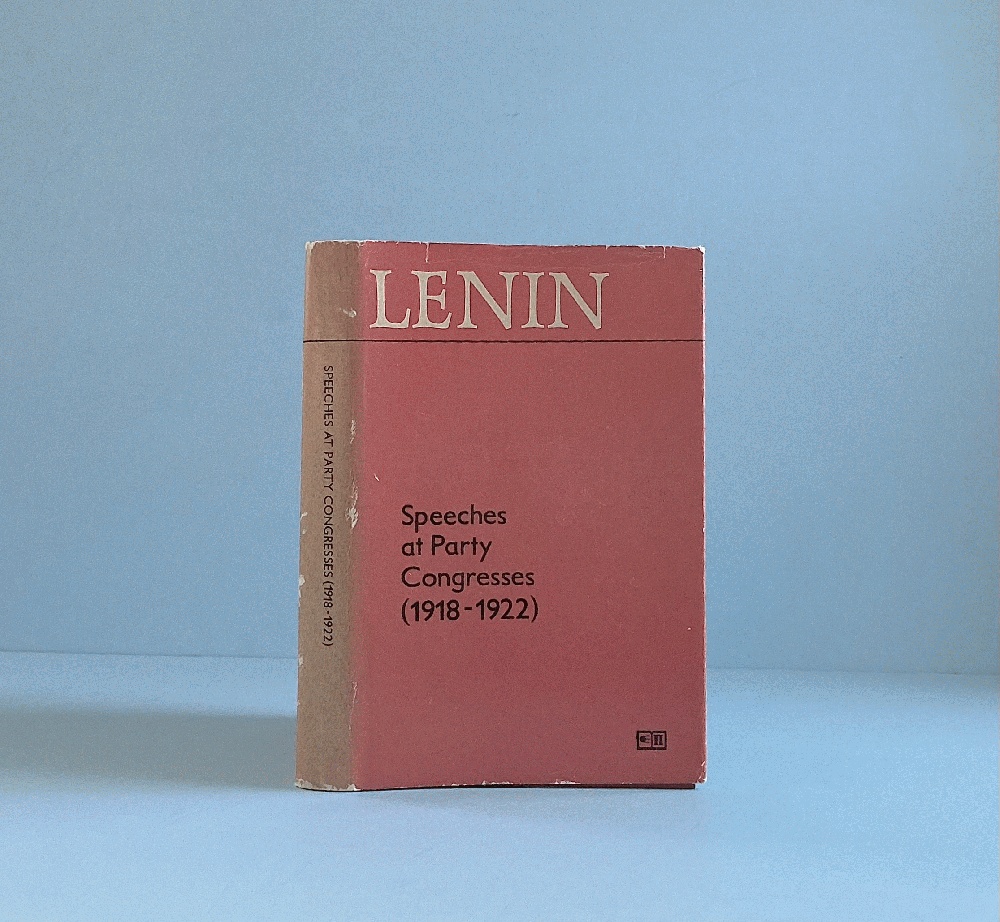 LENIN
Speeches
at Party
Congresses
(1918-1922)
SPEECHES AT PARTY CONGRESSES (1918-1922)